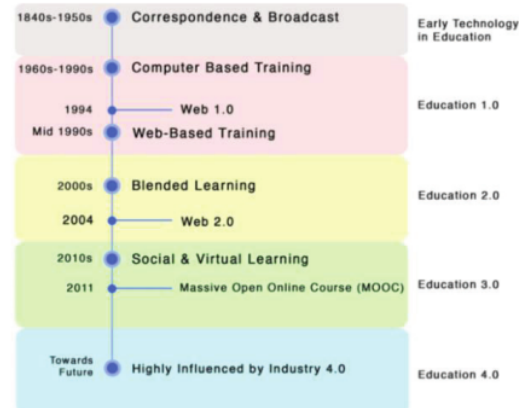 1840s-1950s Correspondence & Broadcast
Early Technology
in Education
1960s-1990s Computer Based Training
1994 Web 1.0
Education 1.0
Mid 1990s Web-Based Training
2000s Blended Learning
Education 2.0
2004 Web 2.0
2010s Social & Virtual Learning
Education 3.0
2011 Massive Open Online Course (MOOC)
Towards
Future
Highly Influenced by Industry 4.0
Education 4.0